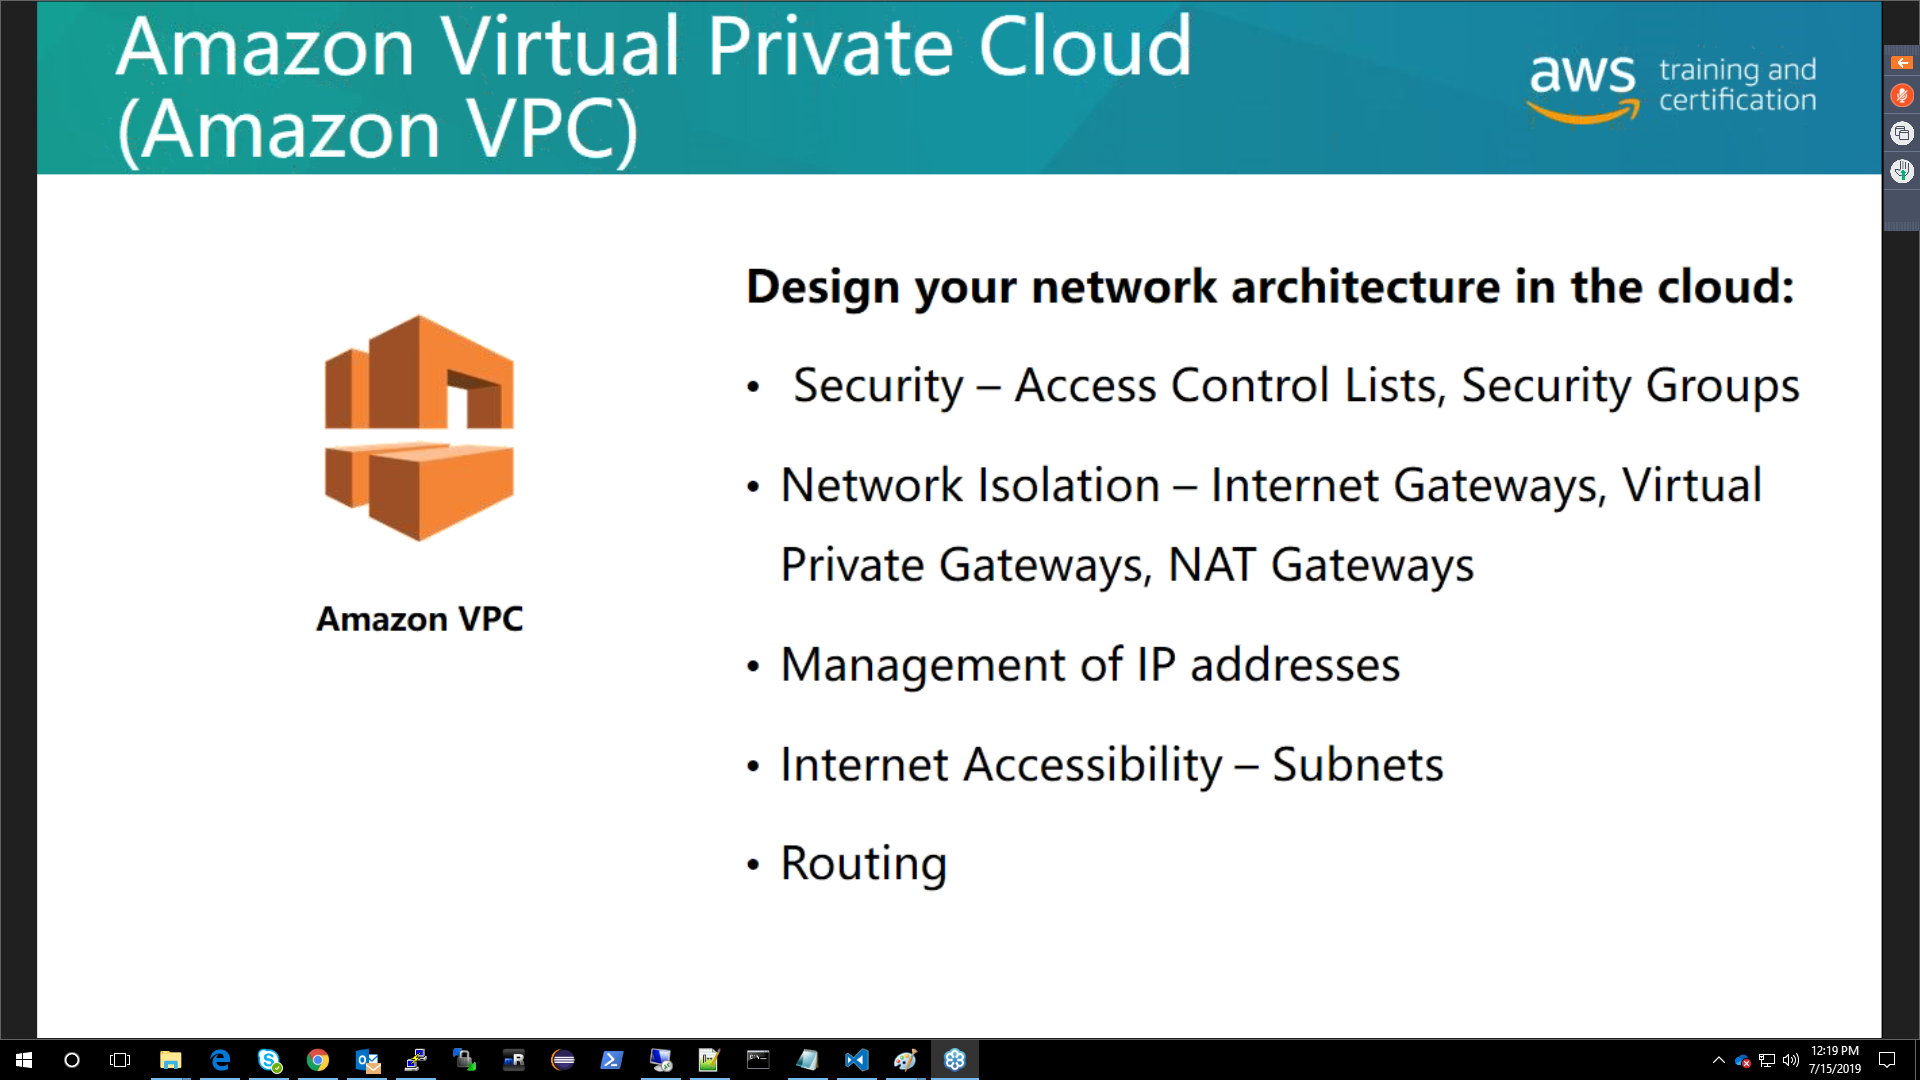 Amazon Virtual Private Cloud
(Amazon VPC)
aws training and
certification
Design your network architecture in the cloud:
• Security – Access Control Lists, Security Groups
• Network Isolation – Internet Gateways, Virtual
Private Gateways, NAT Gateways
• Management of IP addresses
• Internet Accessibility – Subnets
• Routing
Amazon VPC
12:19 PM
7/15/2019